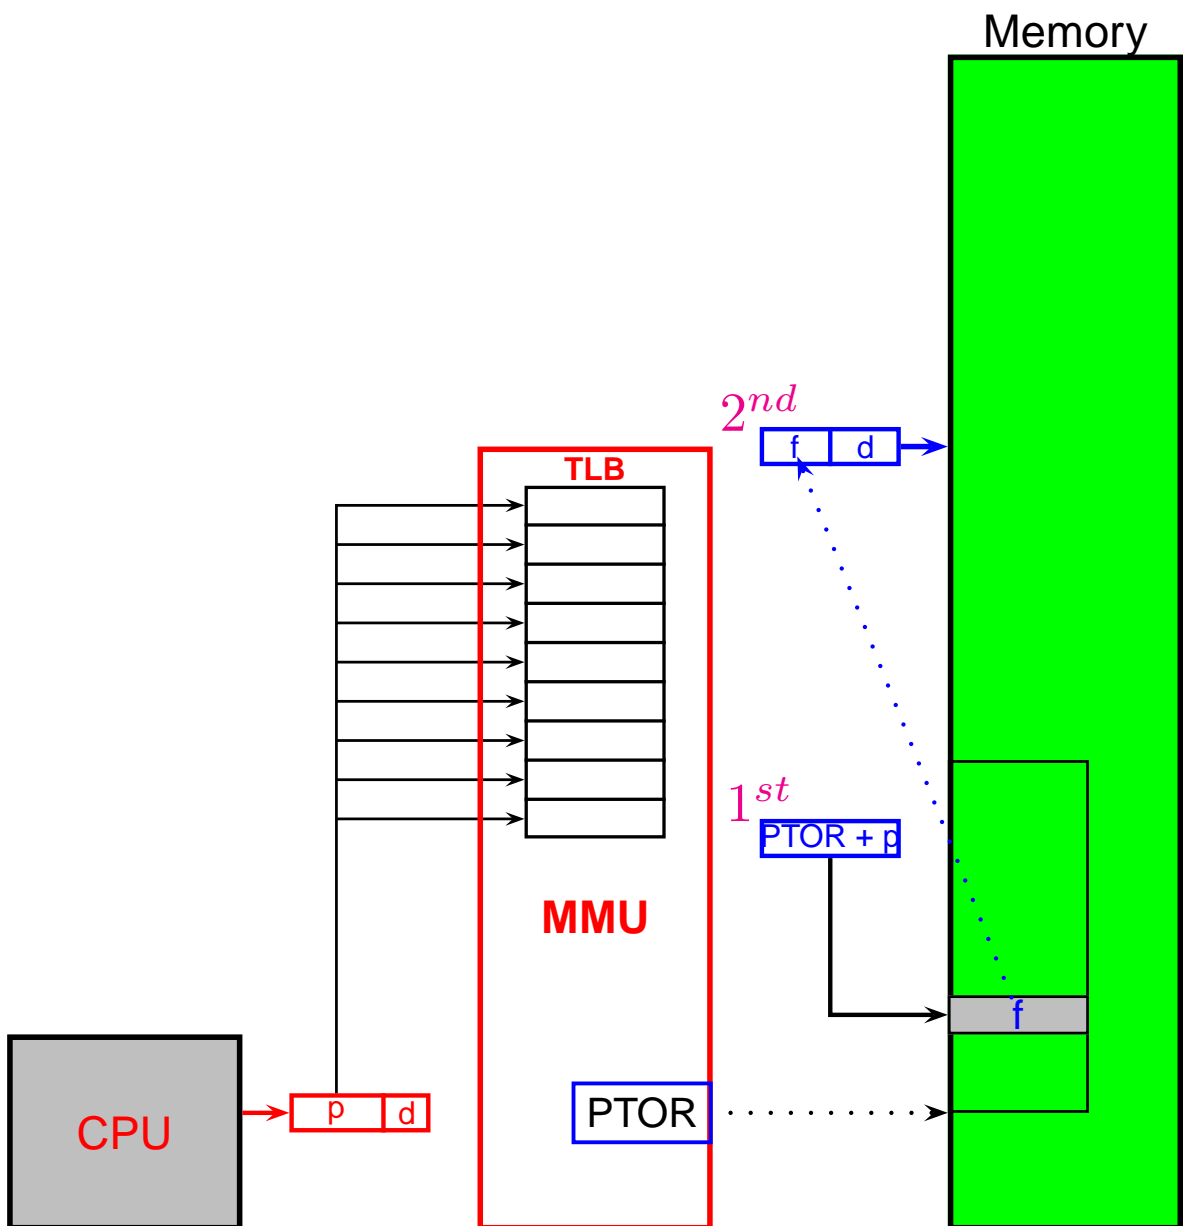 Memory
2nd
f d
TLB
1st
PTOR + p
MMU
f
p d
PTOR
CPU